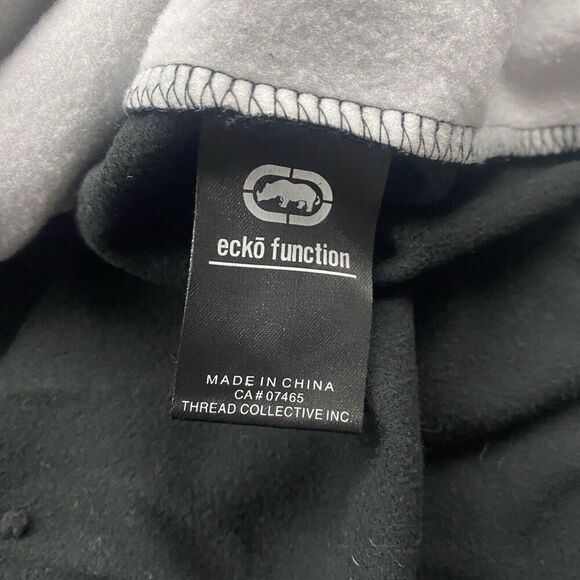 eckō function
MADE IN CHINA
CA# 07465
THREAD COLLECTIVE INC.